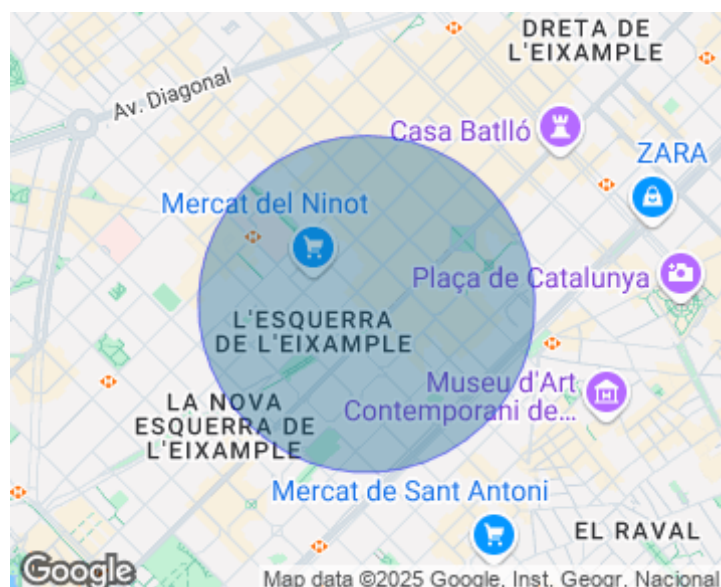 DRETA DE
L'EIXAMPLE
Av. Diagonal
Casa Batlló
ZARA
Mercat del Ninot
Plaça de Catalunya
L'ESQUERRA
DE L'EIXAMPLE
Museu d'Art
Contemporani de...
LA NOVA
ESQUERRA DE
L'EIXAMPLE
Mercat de Sant Antoni
EL RAVAL
Google
Map data ©2025 Google, Inst. Geogr. Nacional